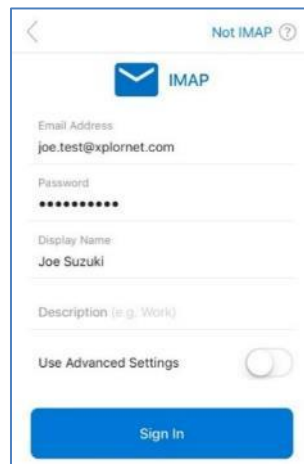 Not IMAP ?
IMAP
Email Address
joe.test@xplornet.com
Password
••••••••••
Display Name
Joe Suzuki
Description (e.g. Work)
Use Advanced Settings
Sign In